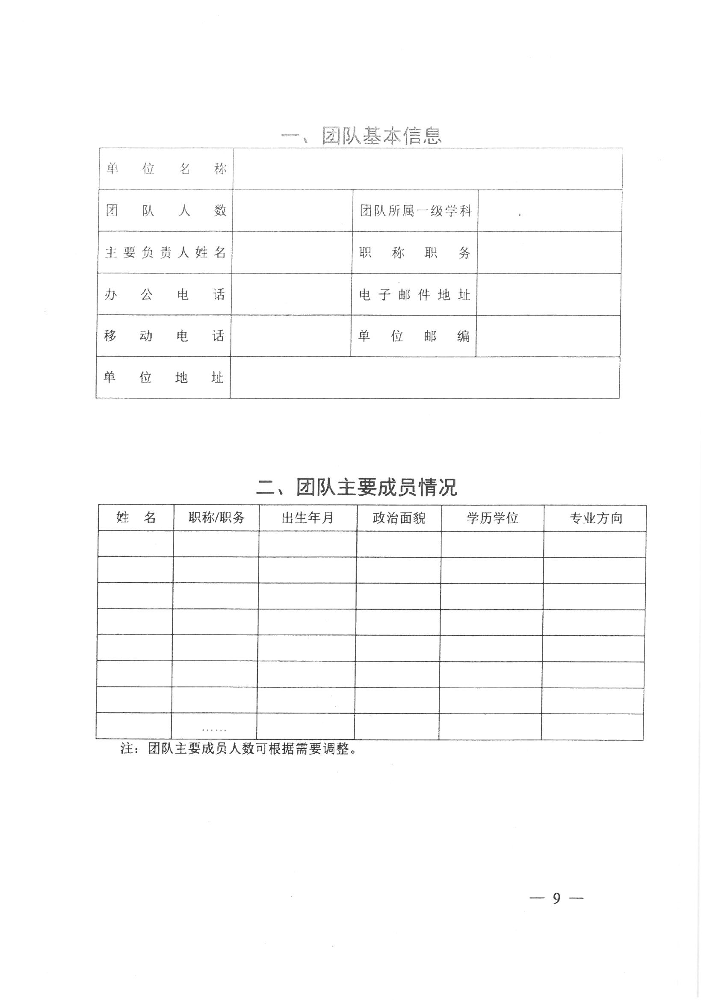 一、团队基本信息
单位名称
团队人数 团队所属一级学科
主要负责人姓名 职称职务
办公电话 电子邮件地址
移动电话 单位邮编
单位地址
二、团队主要成员情况
姓名 职称/职务 出生年月 政治面貌 学历学位 专业方向
……
注：团队主要成员人数可根据需要调整。
— 9 —